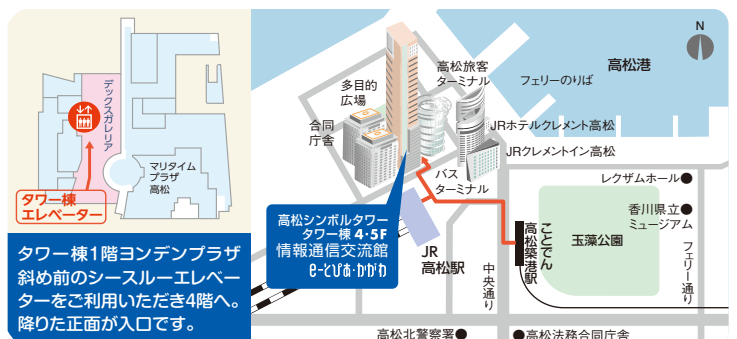 デックスガレリア
マリタイム
プラザ
高松
タワー棟
エレベーター
タワー棟1階ヨンデンプラザ
斜め前のシースルーエレベー
ターをご利用いただき4階へ。
降りた正面が入口です。
N
高松港
フェリーのりば
高松旅客
ターミナル
多目的
広場
合同
庁舎
JRホテルクレメント高松
JRクレメントイン高松
バス
ターミナル
レクザムホール
香川県立
ミュージアム
高松シンボルタワー
タワー棟4・5F
情報通信交流館
e-とぴあ・かがわ
JR
高松駅
ことでん
高松築港駅
玉藻公園
中央通り
フェリー通り
高松北警察署
高松法務合同庁舎